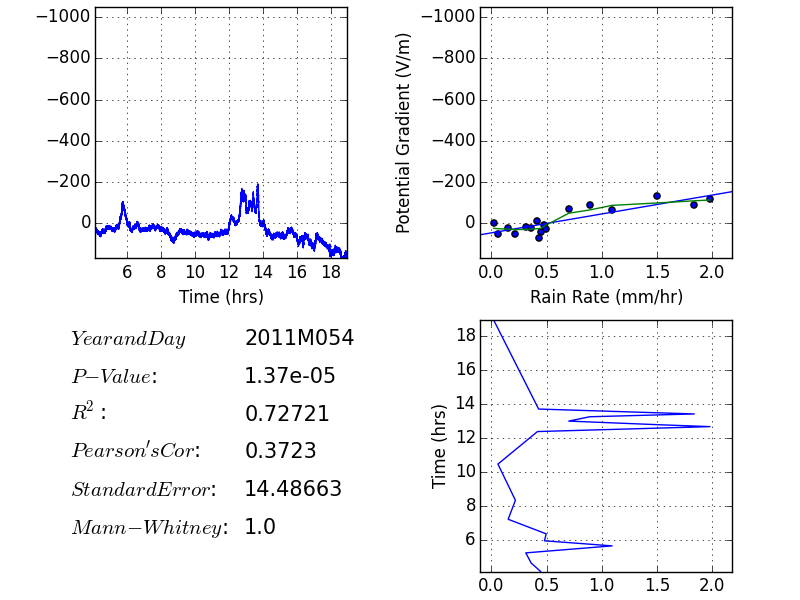 −1000
−800
−600
−400
−200
0
6 8 10 12 14 16 18
Time (hrs)
Potential Gradient (V/m)
−1000
−800
−600
−400
−200
0
0.0 0.5 1.0 1.5 2.0
Rain Rate (mm/hr)
YearandDay 2011M054
P−Value: 1.37e-05
R²: 0.72721
Pearson'sCor: 0.3723
StandardError: 14.48663
Mann−Whitney: 1.0
Time (hrs)
18
16
14
12
10
8
6
0.0 0.5 1.0 1.5 2.0